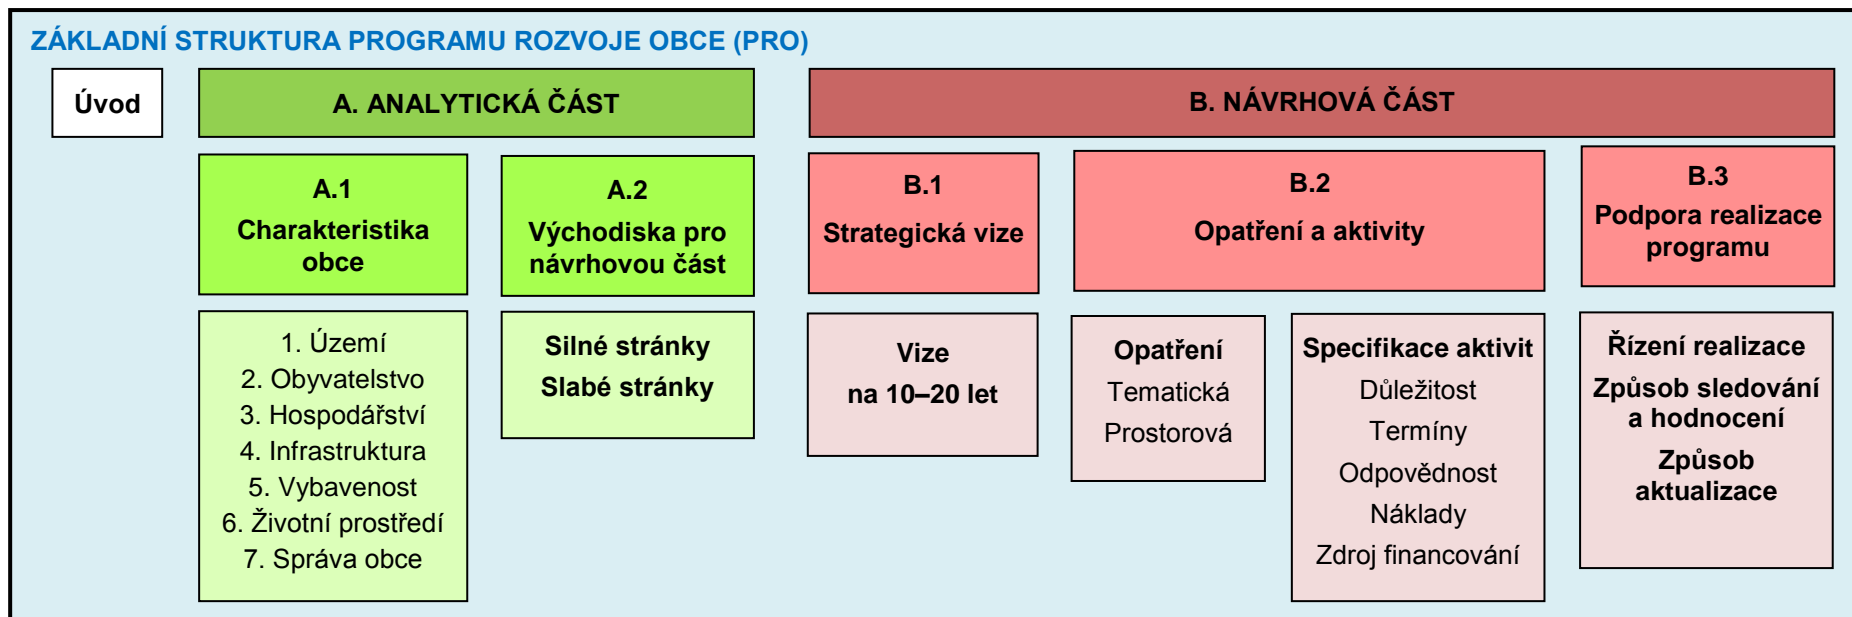 ZÁKLADNÍ STRUKTURA PROGRAMU ROZVOJE OBCE (PRO)
Úvod
A. ANALYTICKÁ ČÁST
B. NÁVRHOVÁ ČÁST
A.1
Charakteristika
obce
A.2
Východiska pro
návrhovou část
B.1
Strategická vize
B.2
Opatření a aktivity
B.3
Podpora realizace
programu
1. Území
2. Obyvatelstvo
3. Hospodářství
4. Infrastruktura
5. Vybavenost
6. Životní prostředí
7. Správa obce
Silné stránky
Slabé stránky
Vize
na 10–20 let
Opatření
Tematická
Prostorová
Specifikace aktivit
Důležitost
Termíny
Odpovědnost
Náklady
Zdroj financování
Řízení realizace
Způsob sledování
a hodnocení
Způsob
aktualizace